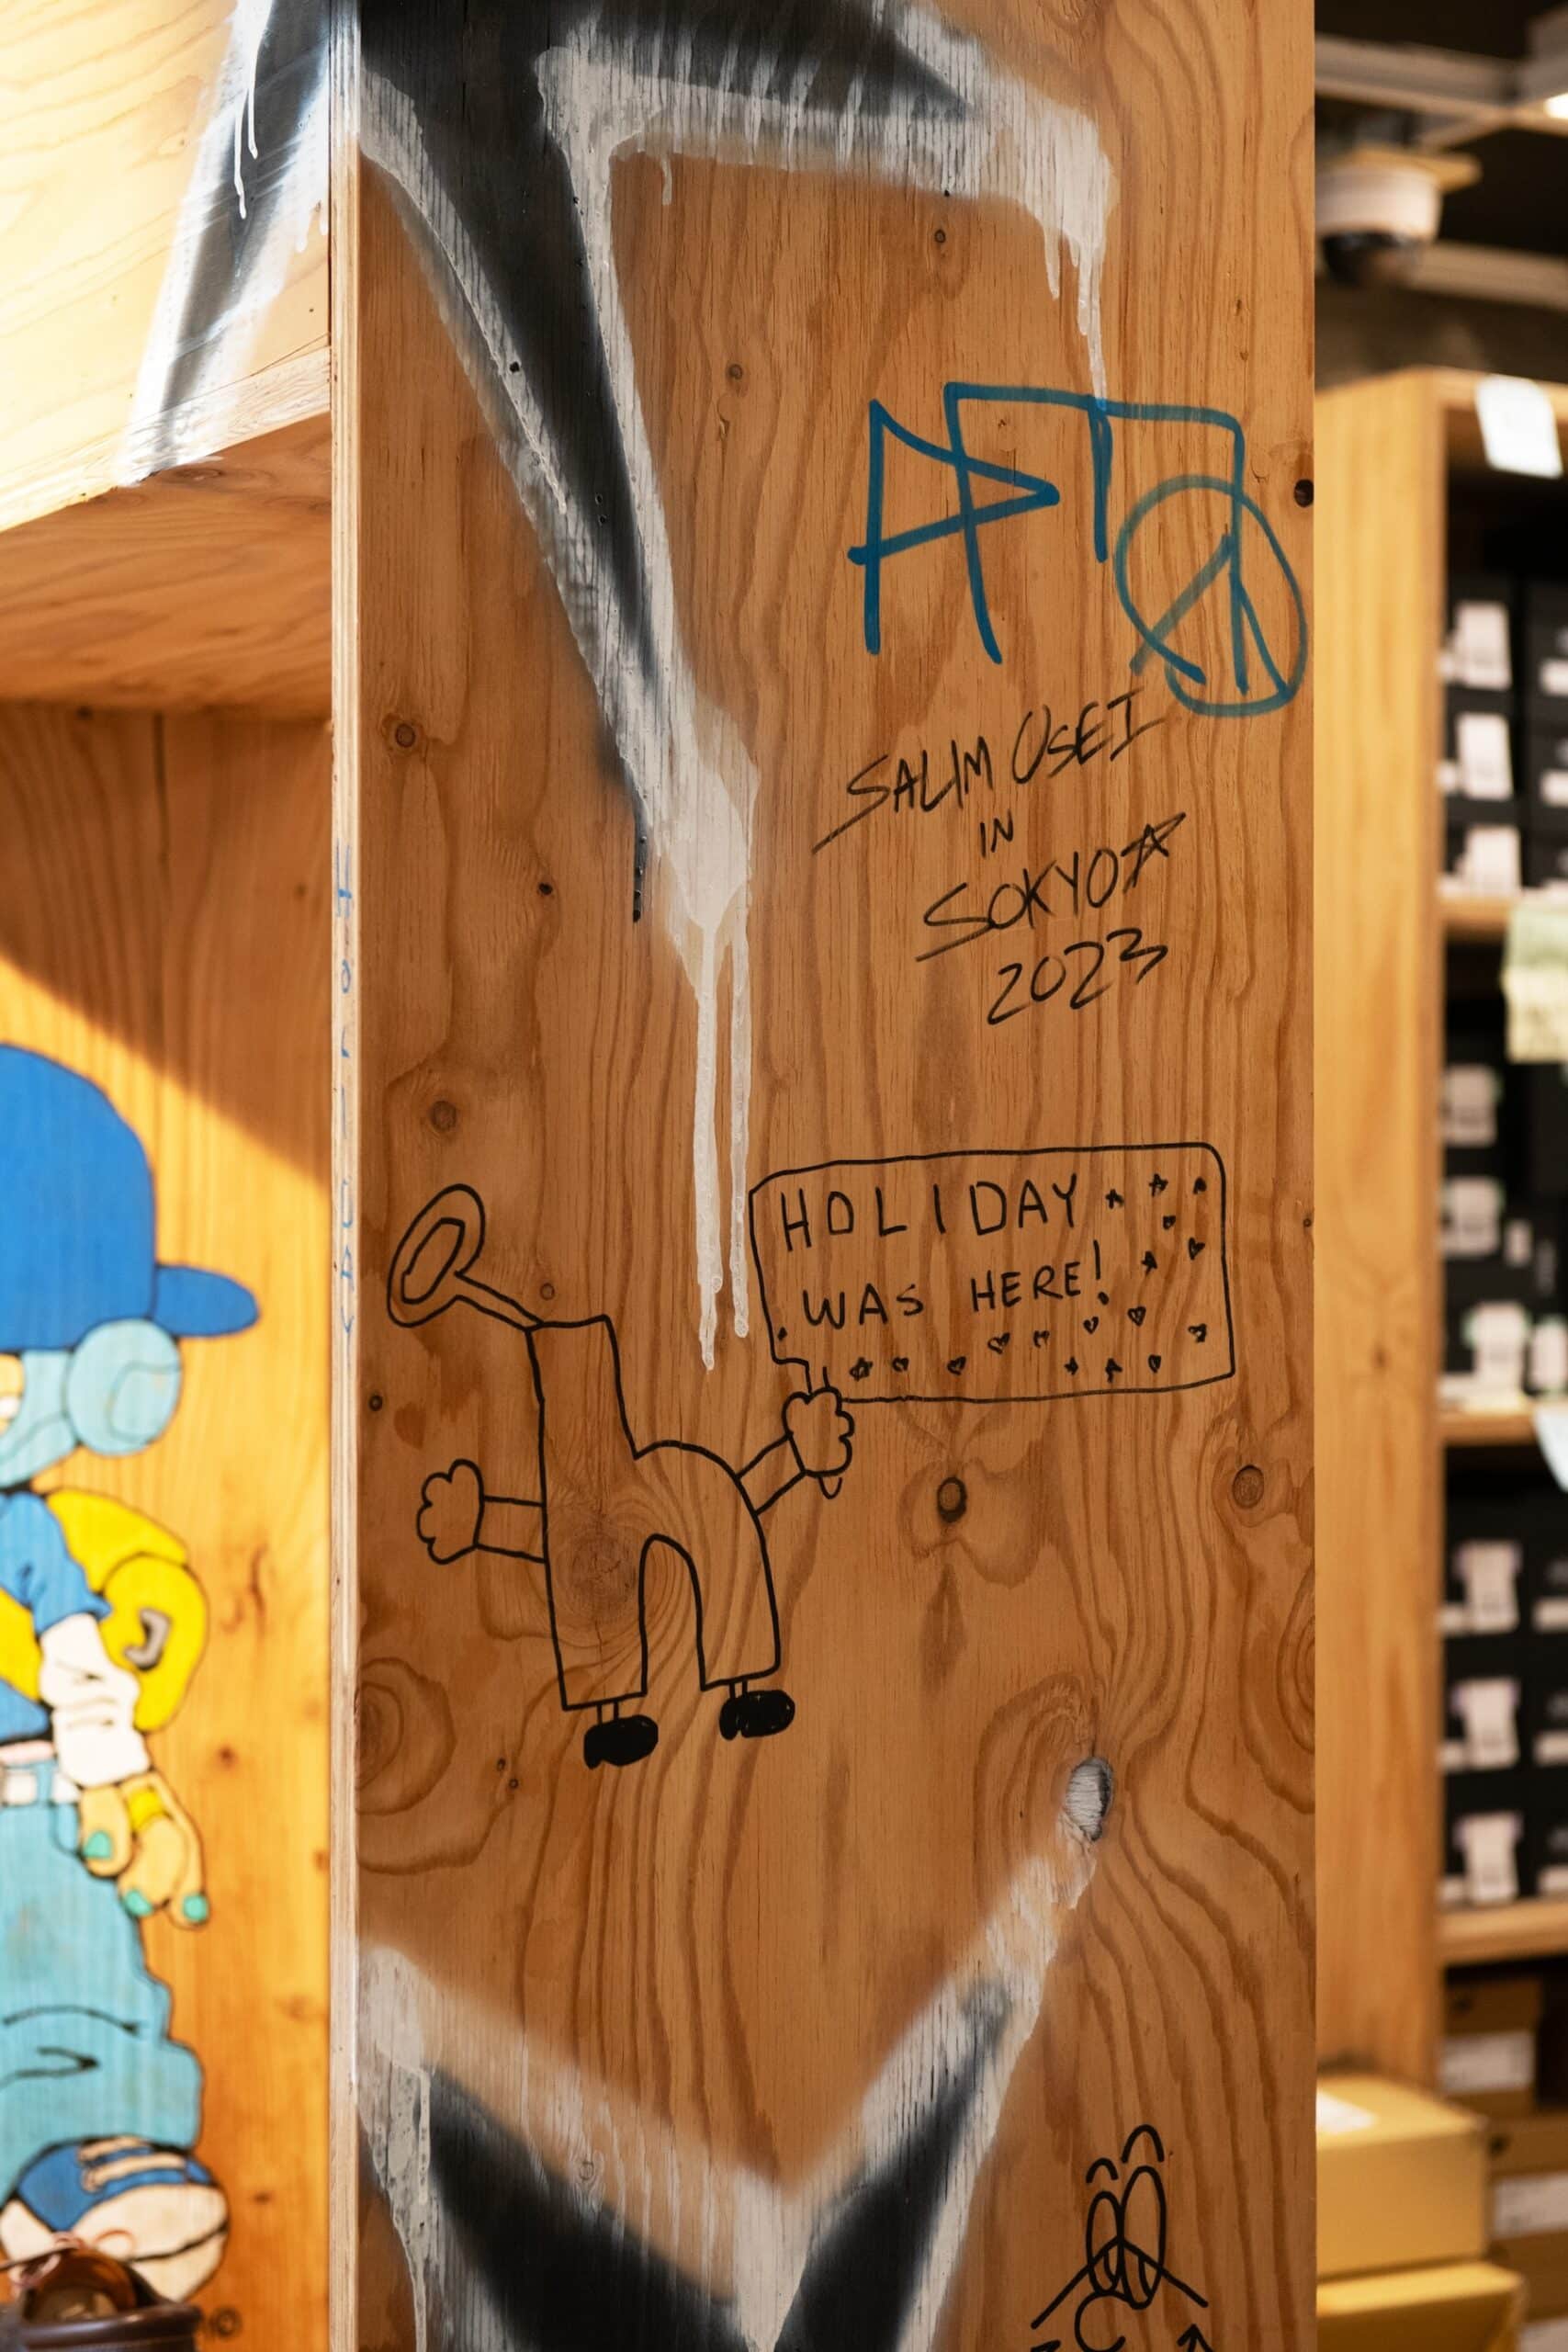 SALIM OSEI
IN
SOKYO
2023
HOLIDAY
WAS HERE!
HOLIDAY